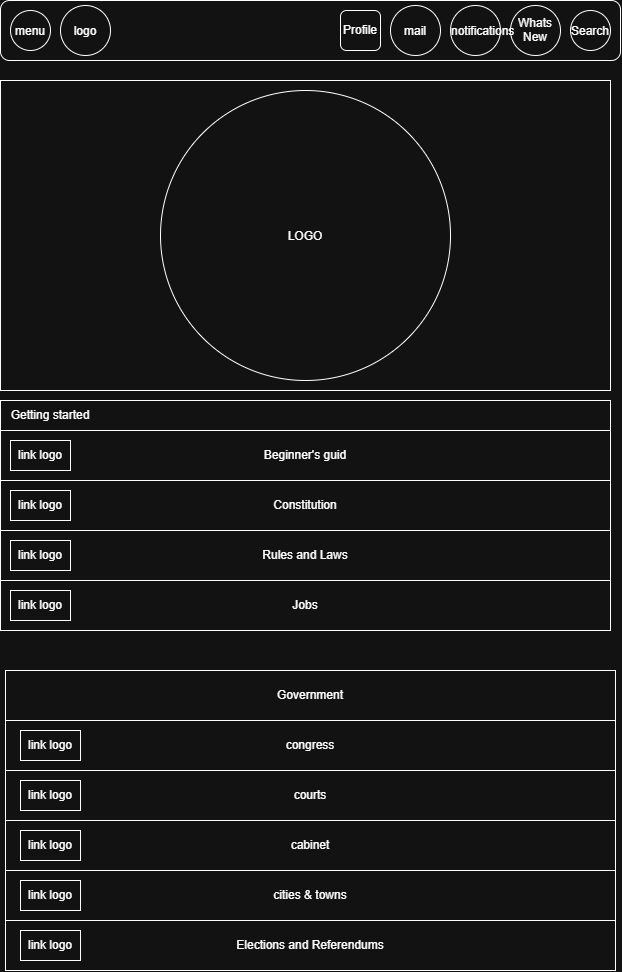 menu
logo
Profile
mail
notifications
Whats
New
Search
LOGO
Getting started
link logo
Beginner's guid
link logo
Constitution
link logo
Rules and Laws
link logo
Jobs
Government
link logo
congress
link logo
courts
link logo
cabinet
link logo
cities & towns
link logo
Elections and Referendums